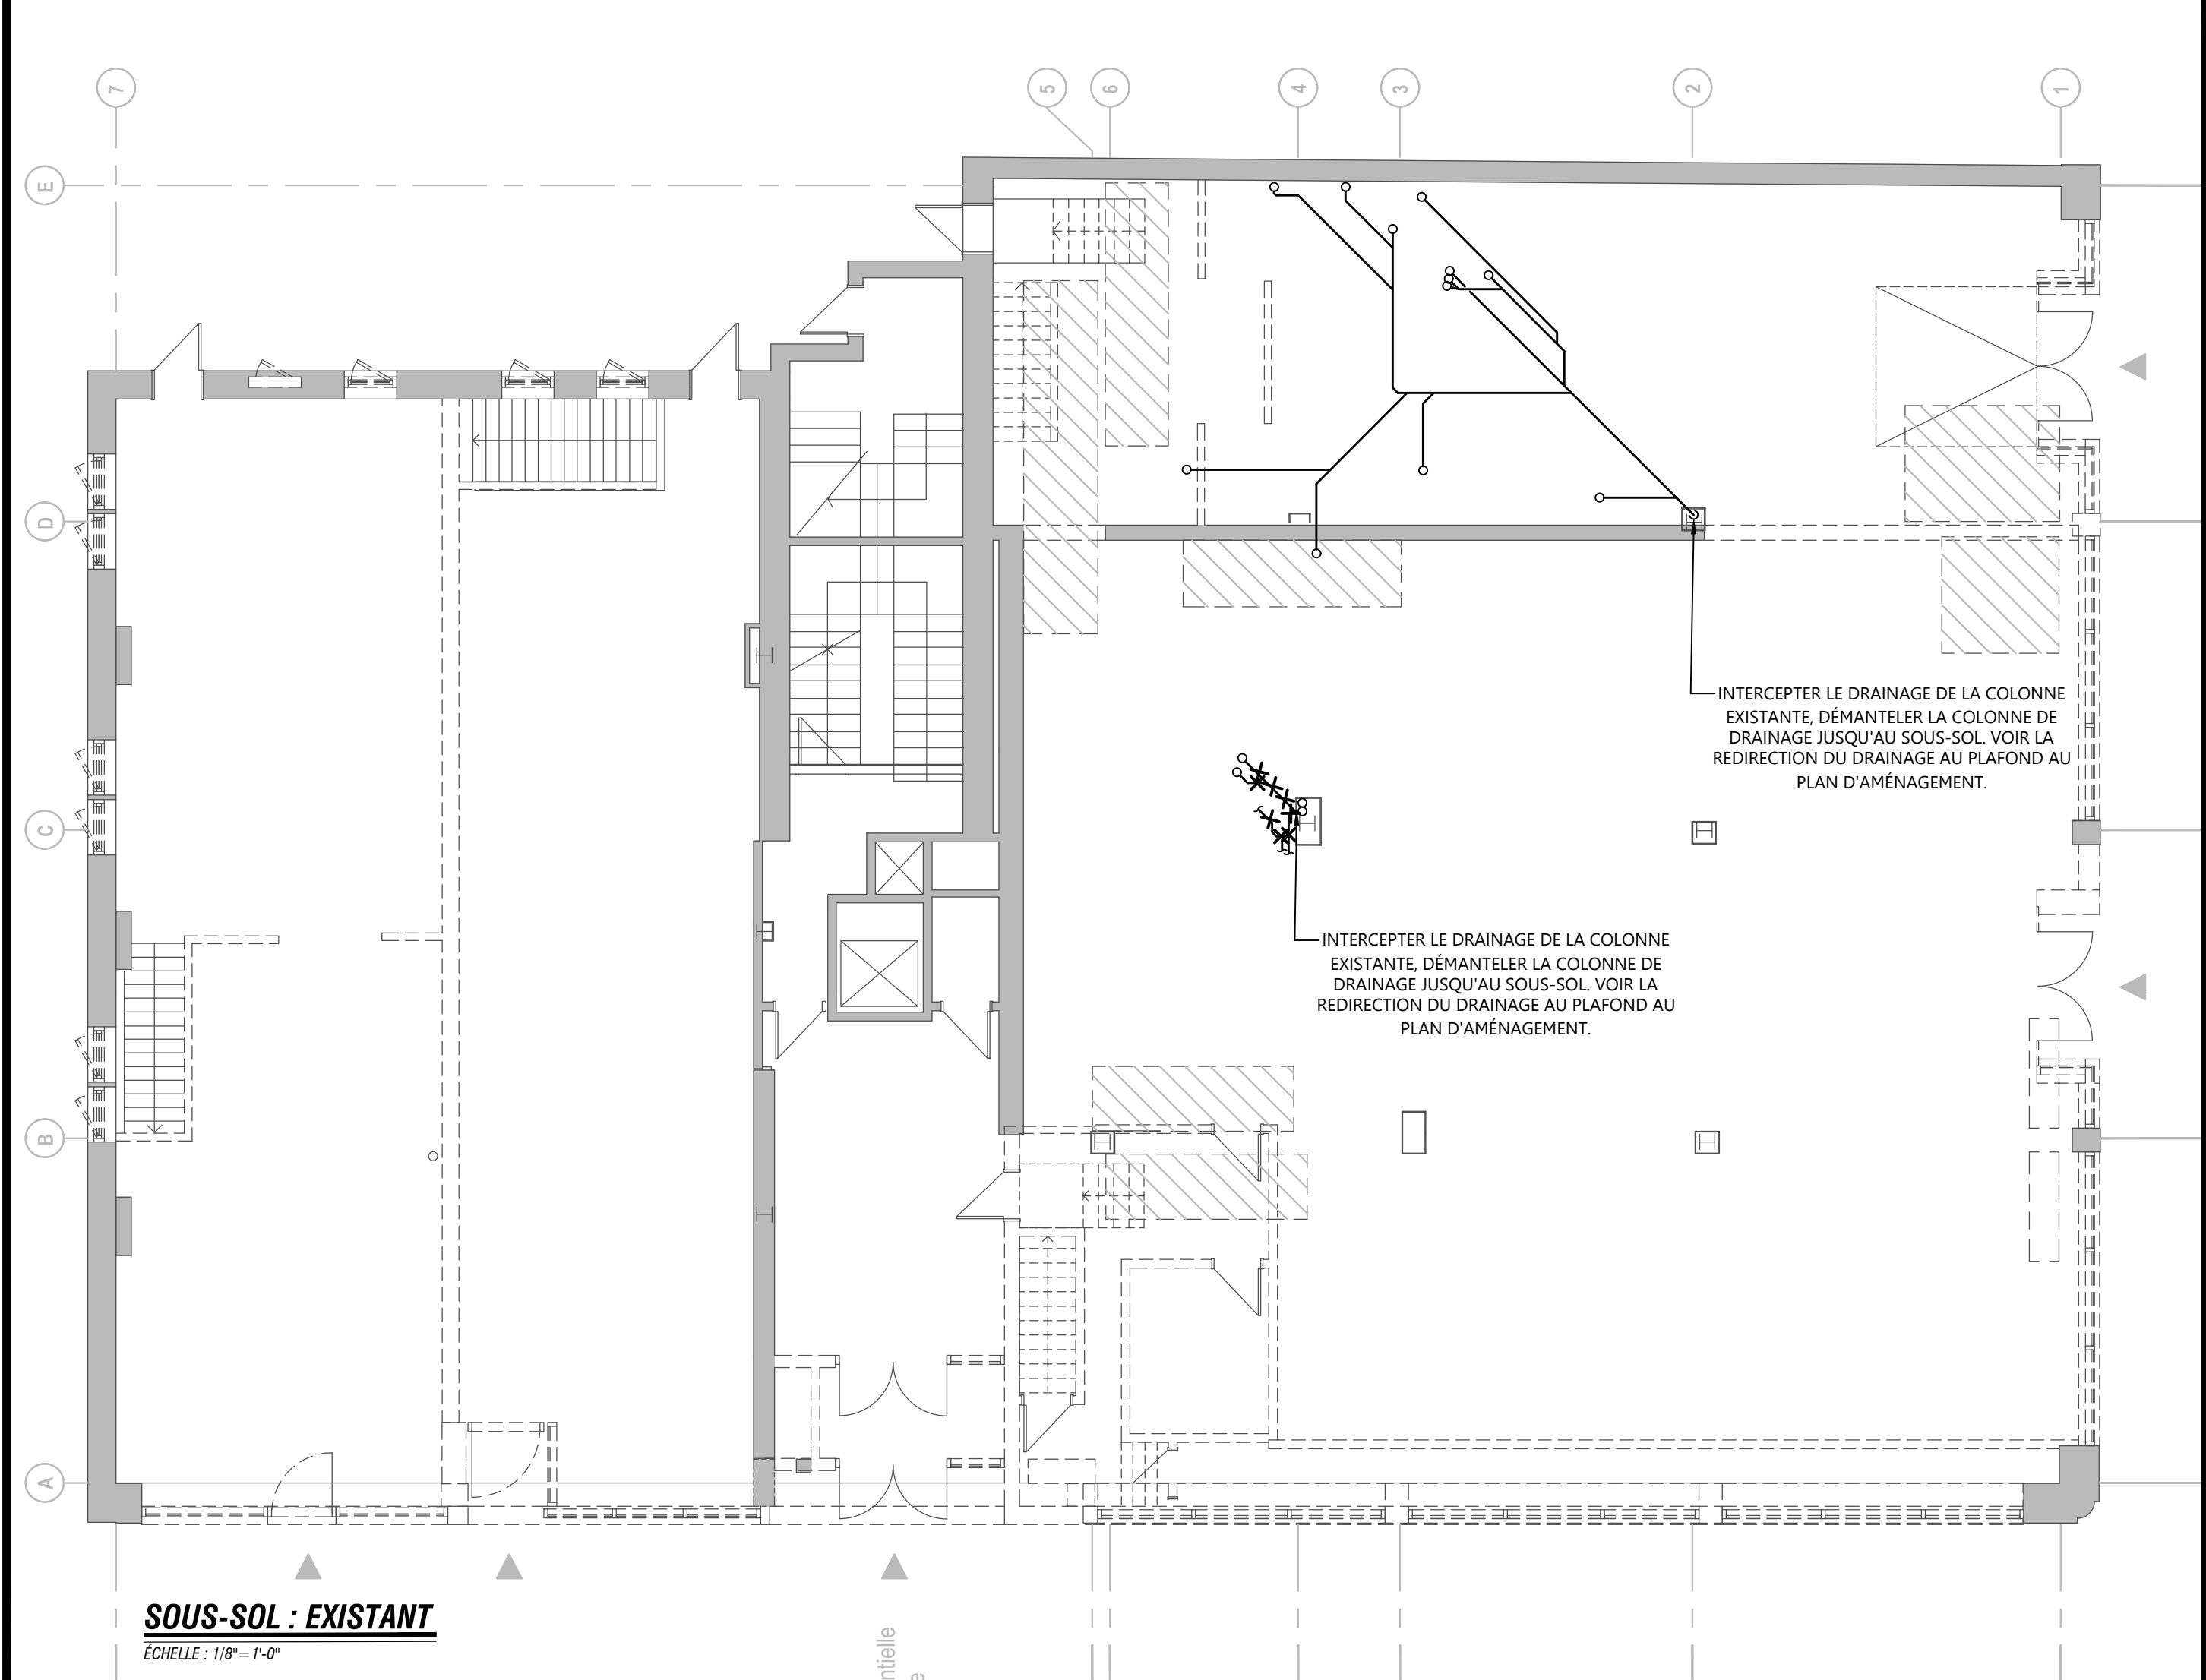 7
5
6
4
3
2
1
E
D
C
B
A
INTERCEPTER LE DRAINAGE DE LA COLONNE
EXISTANTE, DÉMANTELER LA COLONNE DE
DRAINAGE JUSQU'AU SOUS-SOL. VOIR LA
REDIRECTION DU DRAINAGE AU PLAFOND AU
PLAN D'AMÉNAGEMENT.
INTERCEPTER LE DRAINAGE DE LA COLONNE
EXISTANTE, DÉMANTELER LA COLONNE DE
DRAINAGE JUSQU'AU SOUS-SOL. VOIR LA
REDIRECTION DU DRAINAGE AU PLAFOND AU
PLAN D'AMÉNAGEMENT.
SOUS-SOL : EXISTANT
ÉCHELLE : 1/8"=1'-0"
ntielle